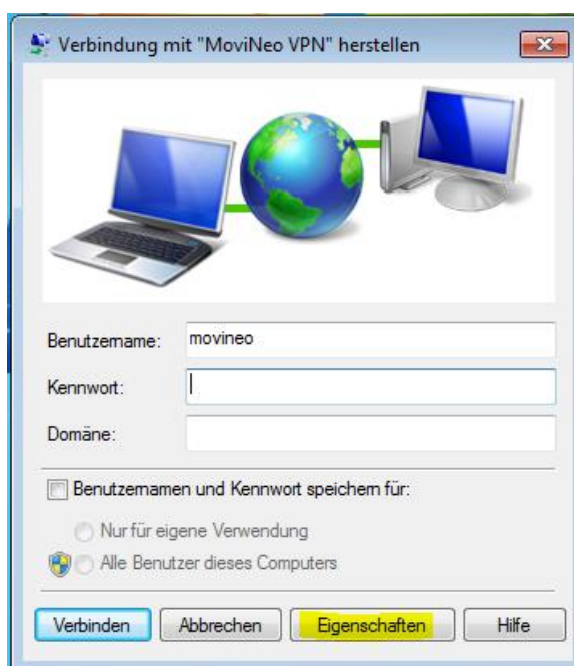 Verbindung mit "MoviNeo VPN" herstellen
Benutzername: movineo
Kennwort:
Domäne:
Benutzernamen und Kennwort speichern für:
Nur für eigene Verwendung
Alle Benutzer dieses Computers
Verbinden Abbrechen Eigenschaften Hilfe